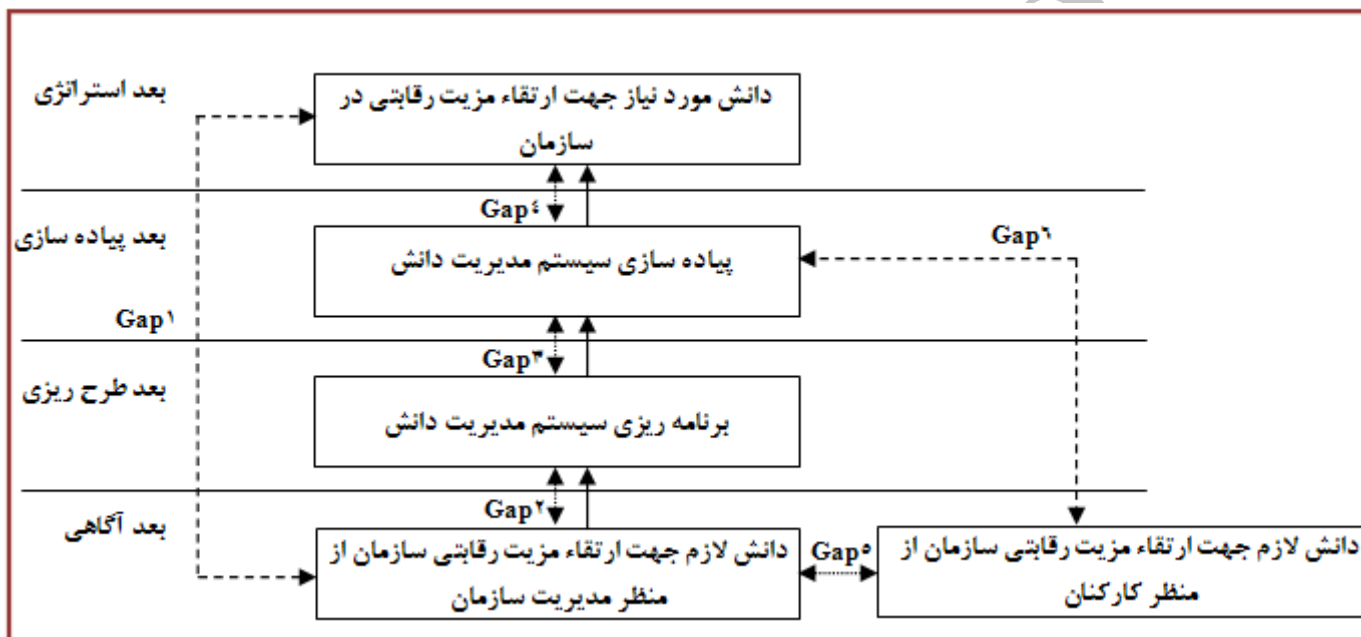 بعد استراتژی
دانش مورد نیاز جهت ارتقاء مزیت رقابتی در
سازمان
Gap۴
بعد پیاده سازی
پیاده سازی سیستم مدیریت دانش
Gap۶
Gap۱
Gap۳
بعد طرح ریزی
برنامه ریزی سیستم مدیریت دانش
Gap۲
بعد آگاهی
دانش لازم جهت ارتقاء مزیت رقابتی سازمان از
منظر مدیریت سازمان
Gap۵
دانش لازم جهت ارتقاء مزیت رقابتی سازمان از
منظر کارکنان